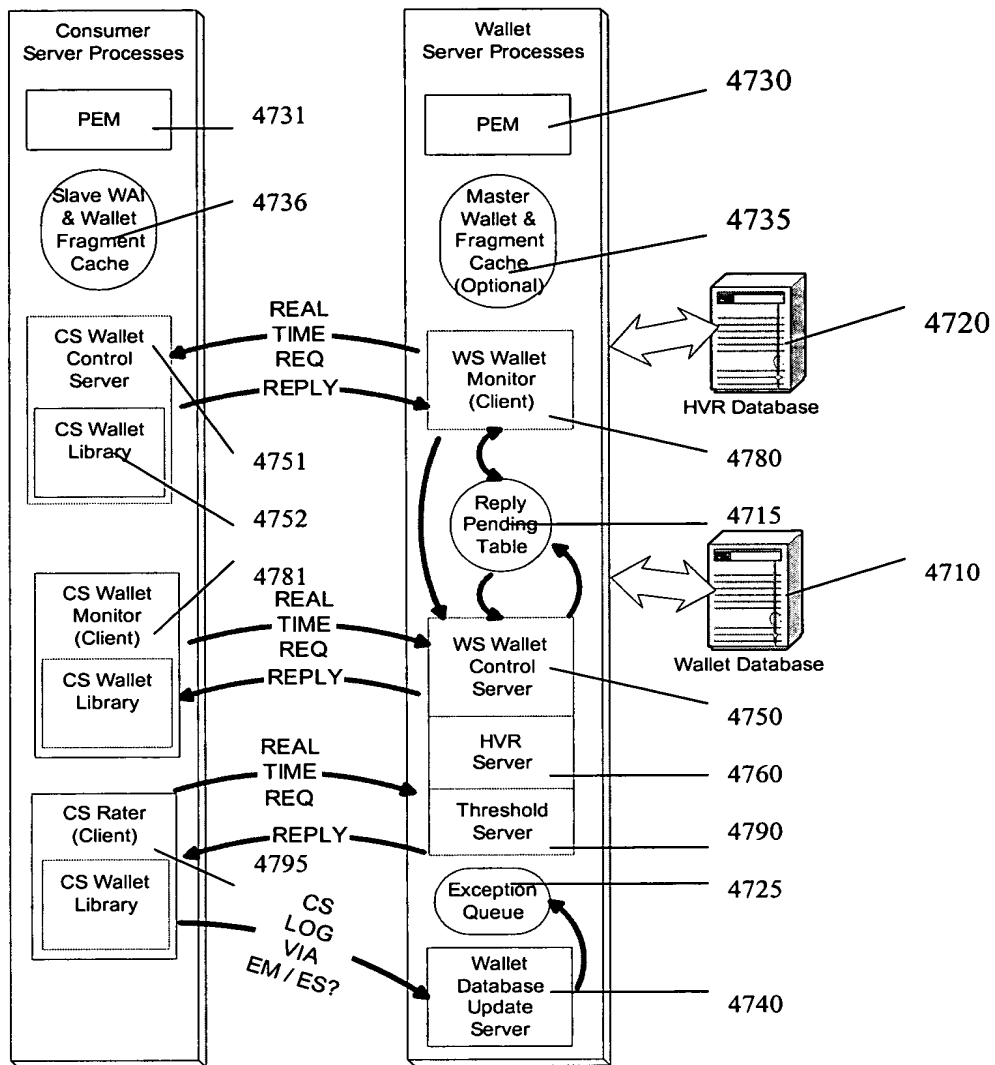 Consumer
Server Processes
PEM
4731
Slave WAI
& Wallet
Fragment
Cache
4736
CS Wallet
Control
Server
CS Wallet
Library
4751
4752
4781
CS Wallet
Monitor
(Client)
CS Wallet
Library
CS Rater
(Client)
4795
CS Wallet
Library
REAL
TIME
REQ
REPLY
REAL
TIME
REQ
REPLY
REAL
TIME
REQ
REPLY
CS
LOG
VIA
EM / ES?
Wallet
Server Processes
PEM
4730
Master
Wallet &
Fragment
Cache
(Optional)
4735
WS Wallet
Monitor
(Client)
4780
Reply
Pending
Table
4715
WS Wallet
Control
Server
4750
HVR
Server
4760
Threshold
Server
4790
Exception
Queue
4725
Wallet
Database
Update
Server
4740
4720
HVR Database
4710
Wallet Database